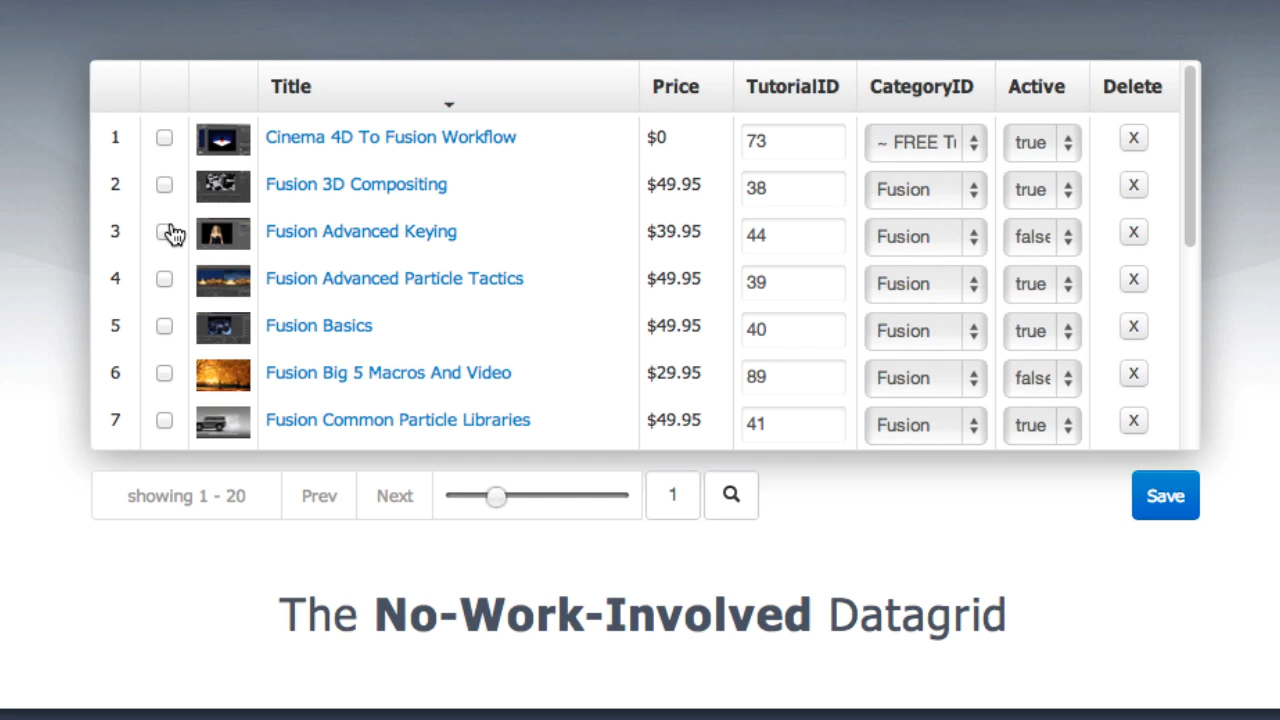 Title Price TutorialID CategoryID Active Delete
1 Cinema 4D To Fusion Workflow $0 73 ~ FREE Tu true X
2 Fusion 3D Compositing $49.95 38 Fusion true X
3 Fusion Advanced Keying $39.95 44 Fusion false X
4 Fusion Advanced Particle Tactics $49.95 39 Fusion true X
5 Fusion Basics $49.95 40 Fusion true X
6 Fusion Big 5 Macros And Video $29.95 89 Fusion false X
7 Fusion Common Particle Libraries $49.95 41 Fusion true X
showing 1 - 20 Prev Next 1 Save
The No-Work-Involved Datagrid